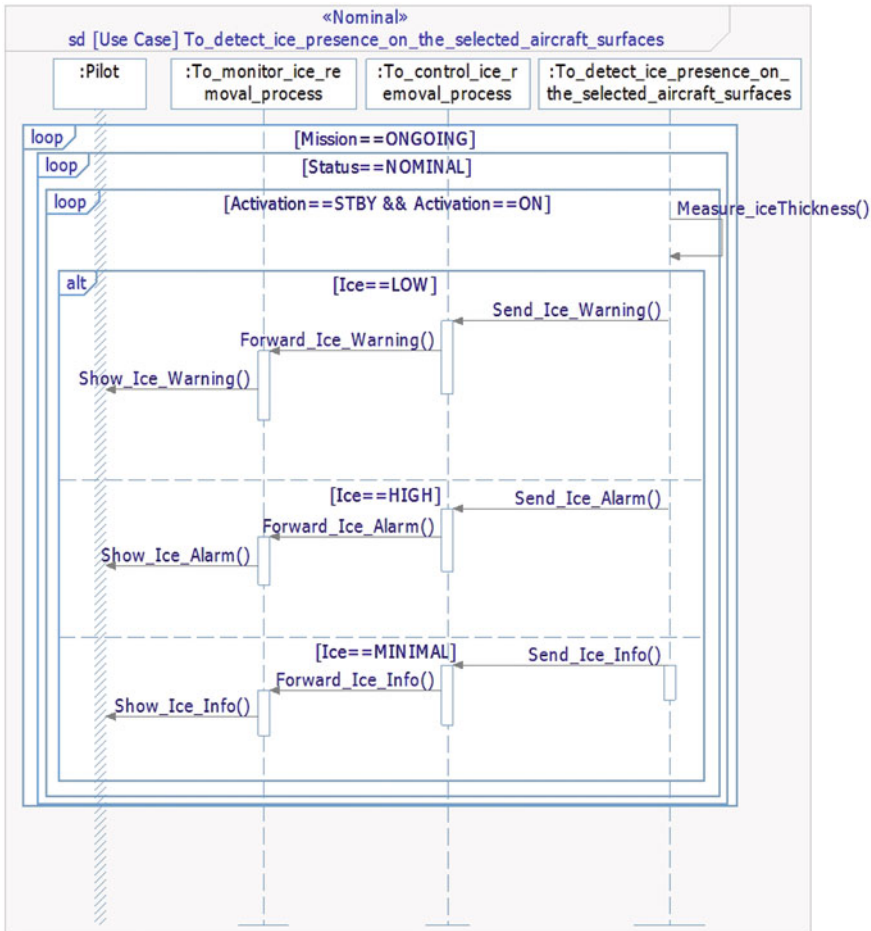 «Nominal»
sd [Use Case] To_detect_ice_presence_on_the_selected_aircraft_surfaces
:Pilot
:To_monitor_ice_re
moval_process
:To_control_ice_r
emoval_process
:To_detect_ice_presence_on_
the_selected_aircraft_surfaces
loop
[Mission==ONGOING]
loop
[Status==NOMINAL]
loop
[Activation==STBY && Activation==ON]
Measure_iceThickness()
alt
[Ice==LOW]
Send_Ice_Warning()
Forward_Ice_Warning()
Show_Ice_Warning()
[Ice==HIGH]
Send_Ice_Alarm()
Forward_Ice_Alarm()
Show_Ice_Alarm()
[Ice==MINIMAL]
Send_Ice_Info()
Forward_Ice_Info()
Show_Ice_Info()